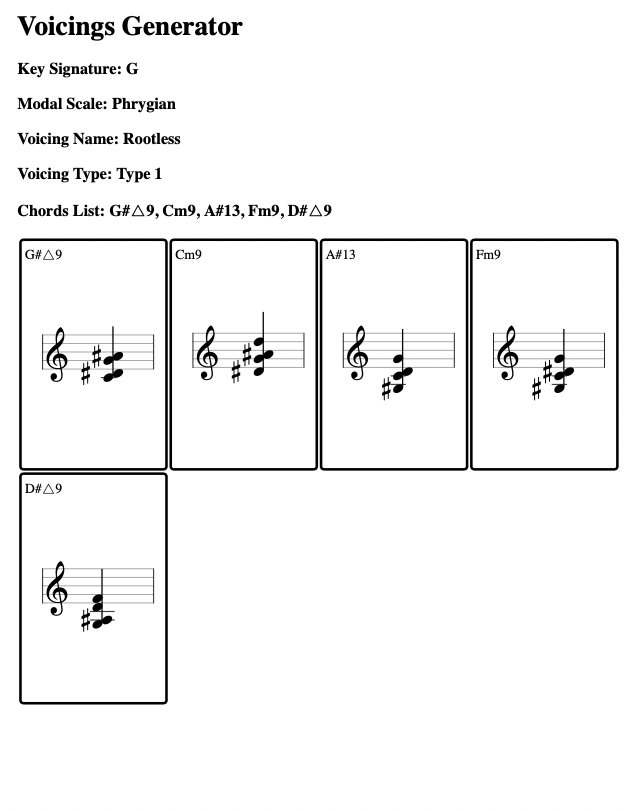 Voicings Generator
Key Signature: G
Modal Scale: Phrygian
Voicing Name: Rootless
Voicing Type: Type 1
Chords List: G#△9, Cm9, A#13, Fm9, D#△9
G#△9
Cm9
A#13
Fm9
D#△9